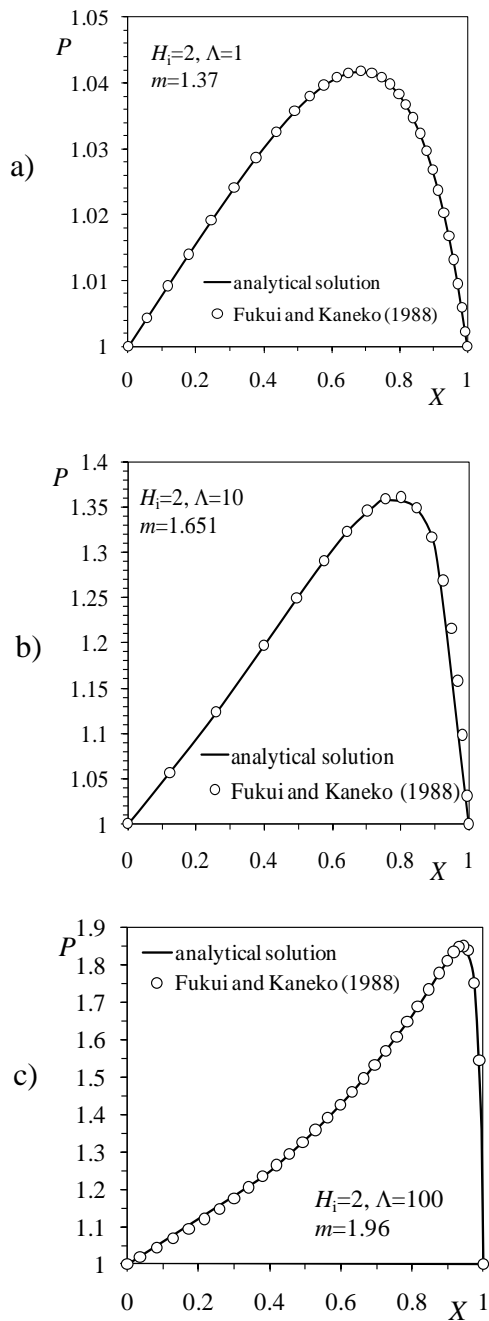 a)
P
1.05
1.04
1.03
1.02
1.01
1
H_i=2, Λ=1
m=1.37
analytical solution
Fukui and Kaneko (1988)
0 0.2 0.4 0.6 0.8 1
X
b)
P
1.4
1.35
1.3
1.25
1.2
1.15
1.1
1.05
1
H_i=2, Λ=10
m=1.651
analytical solution
Fukui and Kaneko (1988)
0 0.2 0.4 0.6 0.8 1
X
c)
P
1.9
1.8
1.7
1.6
1.5
1.4
1.3
1.2
1.1
1
analytical solution
Fukui and Kaneko (1988)
H_i=2, Λ=100
m=1.96
0 0.2 0.4 0.6 0.8 1
X